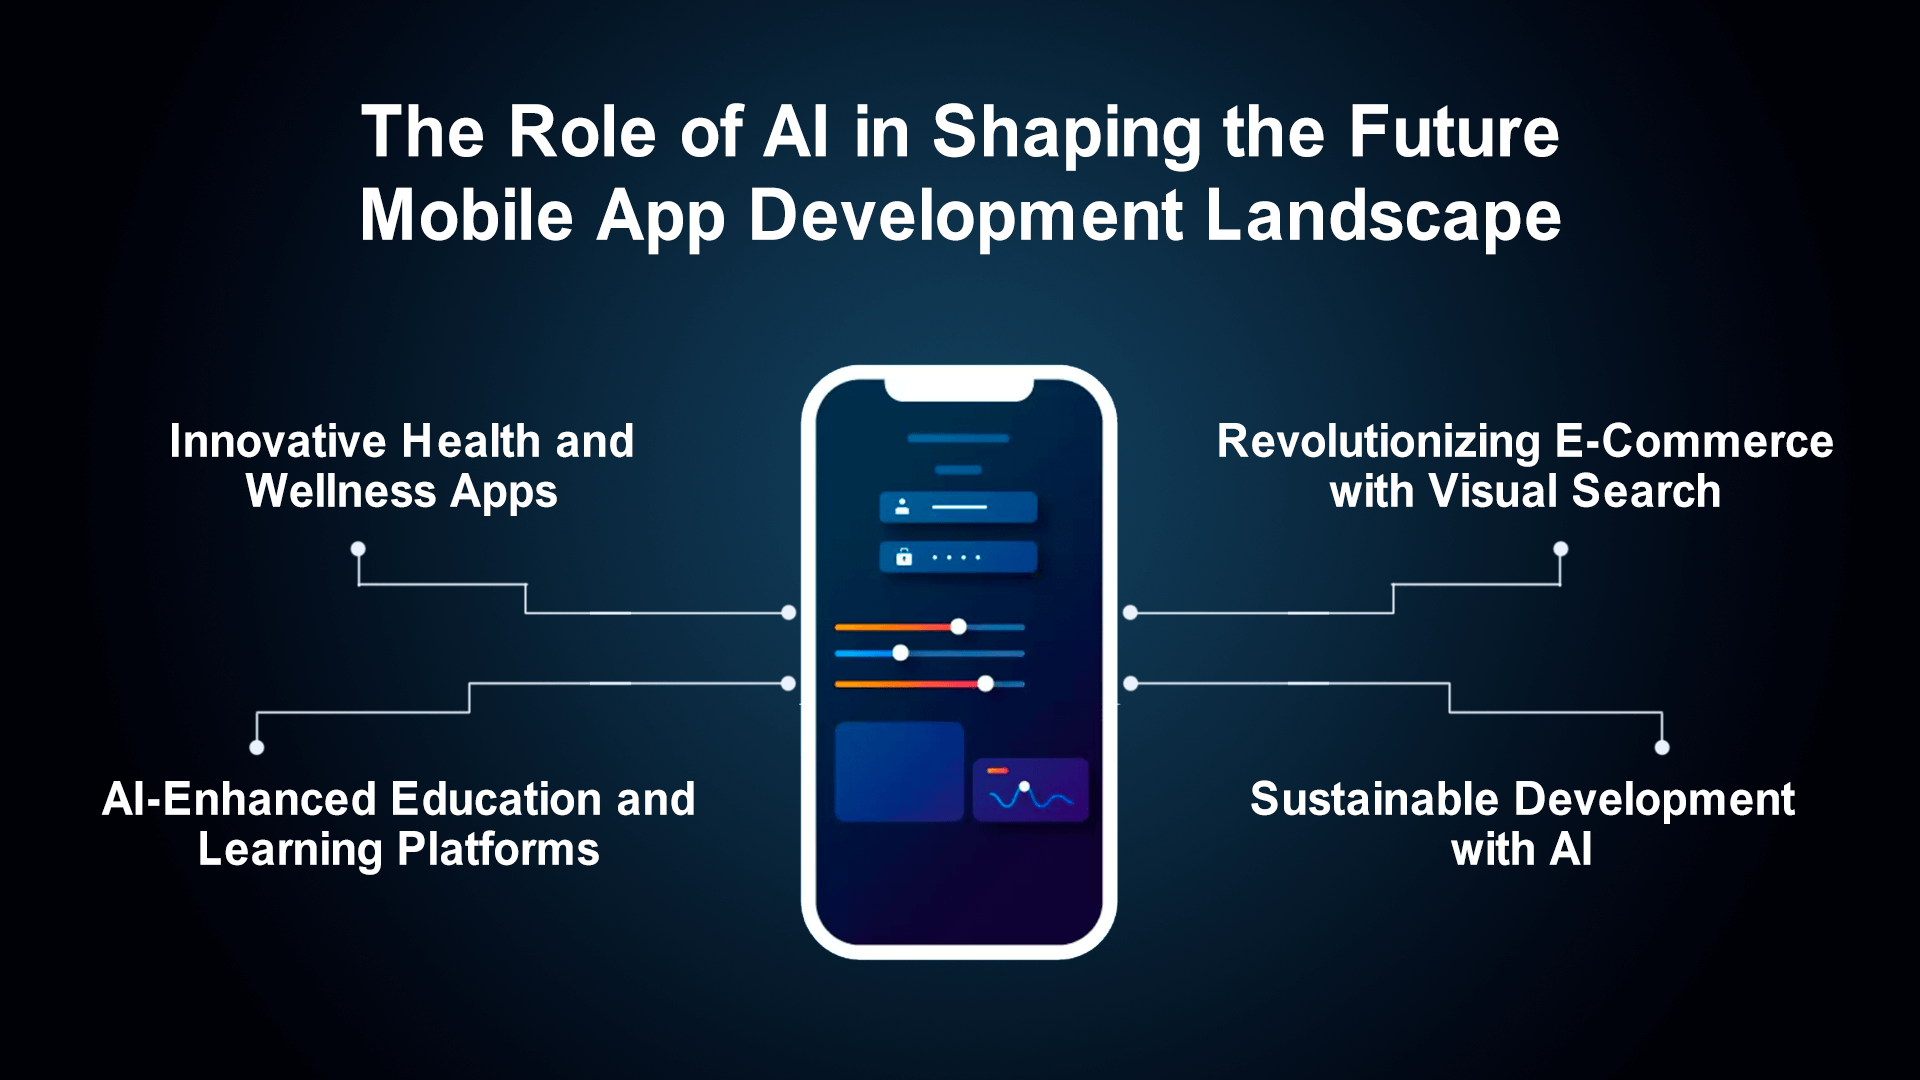 The Role of AI in Shaping the Future
Mobile App Development Landscape
Innovative Health and
Wellness Apps
Revolutionizing E-Commerce
with Visual Search
AI-Enhanced Education and
Learning Platforms
Sustainable Development
with AI